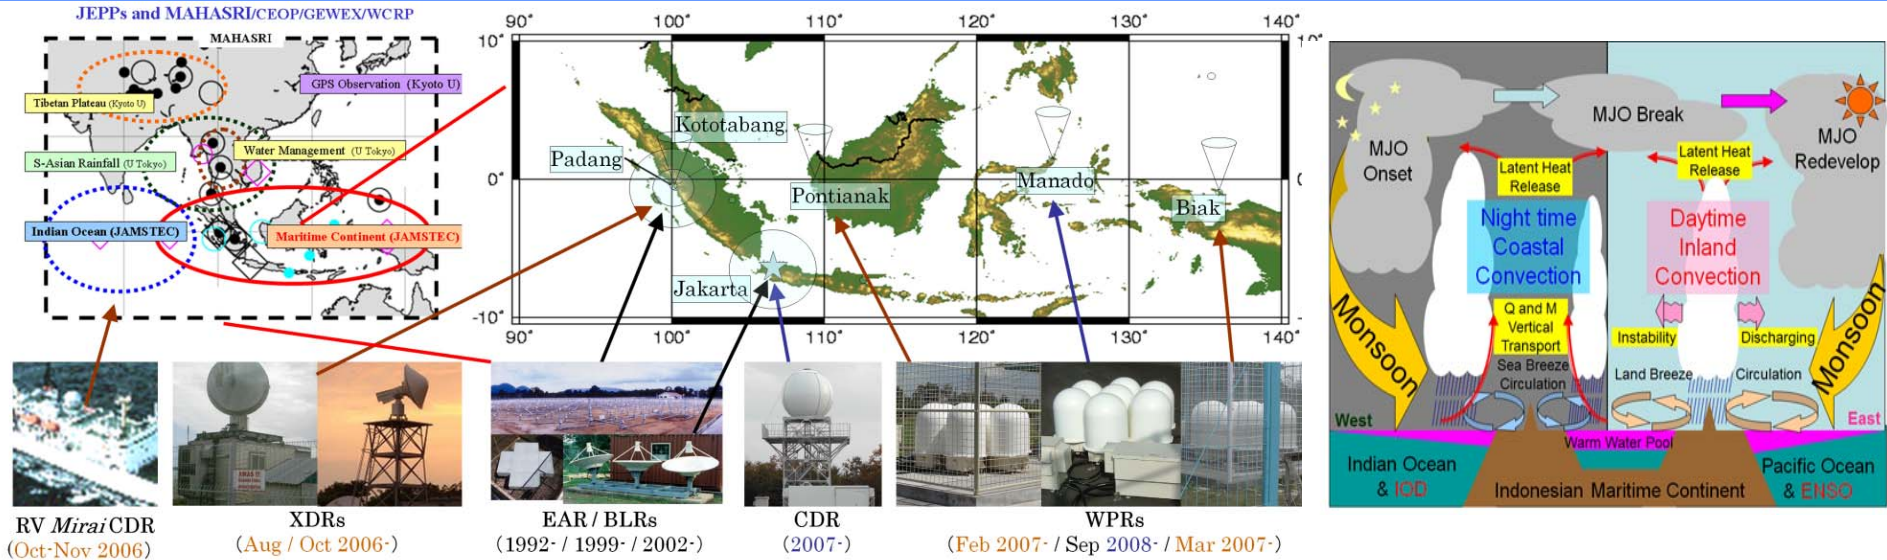 JEPPs and MAHASRI/CEOP/GEWEX/WCRP
MAHASRI
GPS Observation (Kyoto U)
Tibetan Plateau (Kyoto U)
Water Management (U Tokyo)
S-Asian Rainfall (U Tokyo)
Indian Ocean (JAMSTEC)
Maritime Continent (JAMSTEC)
90° 100° 110° 120° 130° 140°
10°
0°
-10°
90° 100° 110° 120° 130° 140°
Kototabang
Padang
Pontianak
Manado
Biak
Jakarta
RV Mirai CDR
(Oct-Nov 2006)
XDRs
(Aug / Oct 2006-)
EAR / BLRs
(1992- / 1999- / 2002-)
CDR
(2007-)
WPRs
(Feb 2007- / Sep 2008- / Mar 2007-)
MJO
Onset
MJO Break
MJO
Redevelop
Latent Heat
Release
Latent Heat
Release
Night time
Coastal
Convection
Daytime
Inland
Convection
Q and M
Vertical
Transport
Instability
Discharging
Monsoon
Monsoon
Sea Breeze
Circulation
Land Breeze
Circulation
West
East
Warm Water Pool
Indian Ocean
& IOD
Indonesian Maritime Continent
Pacific Ocean
& ENSO